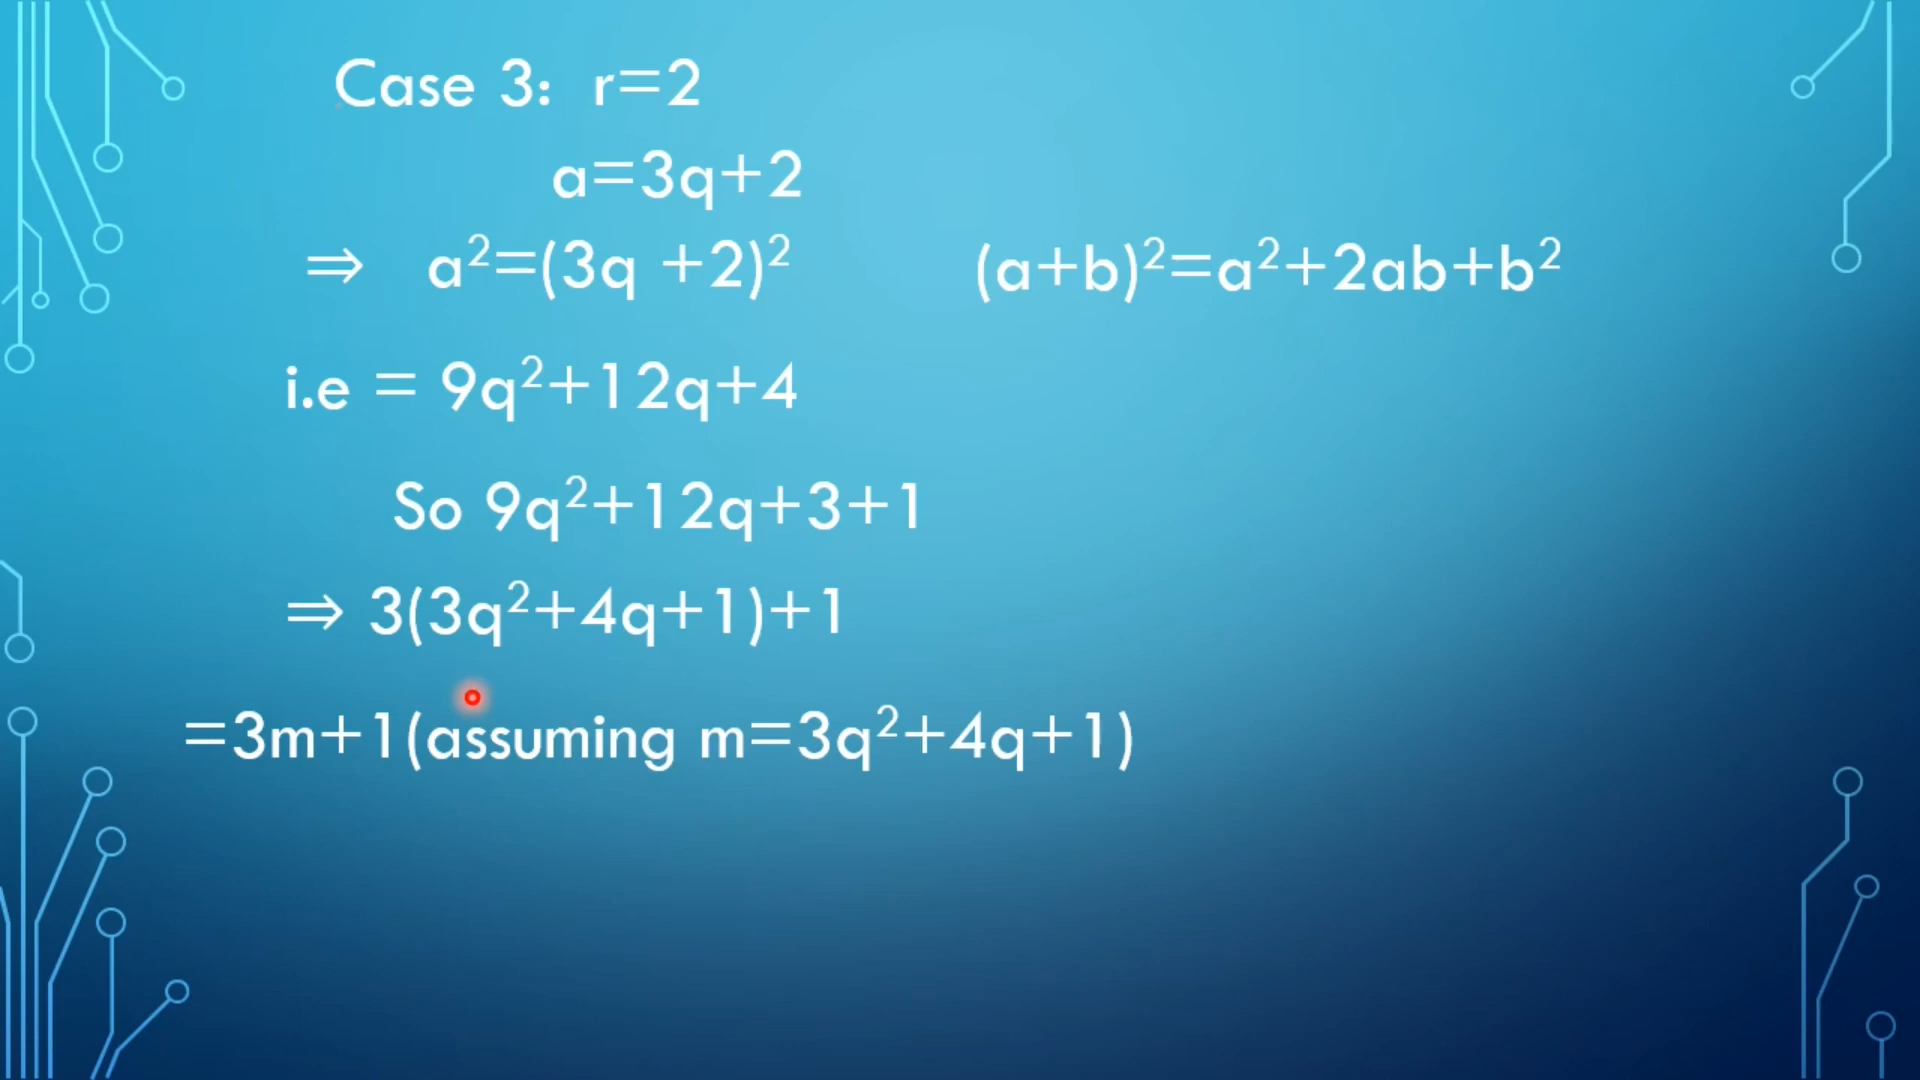 Case 3: r=2
a=3q+2
⇒ a²=(3q +2)² (a+b)²=a²+2ab+b²
i.e = 9q²+12q+4
So 9q²+12q+3+1
⇒ 3(3q²+4q+1)+1
=3m+1(assuming m=3q²+4q+1)